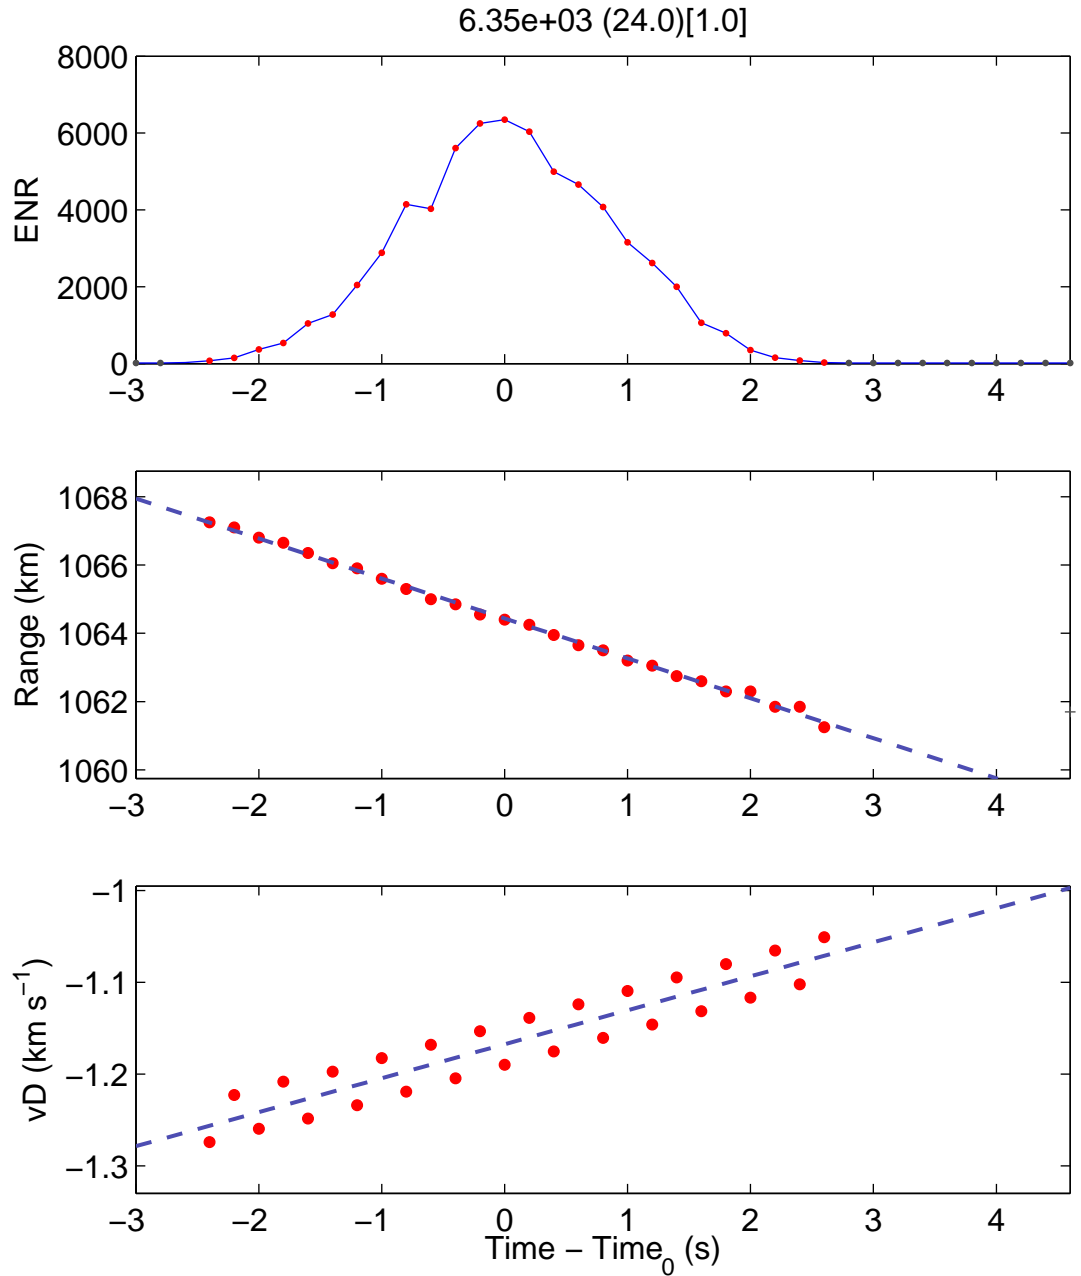 6.35e+03 (24.0)[1.0]
8000
6000
4000
2000
0
ENR
−3 −2 −1 0 1 2 3 4
1068
1066
1064
1062
1060
Range (km)
−3 −2 −1 0 1 2 3 4
−1
−1.1
−1.2
−1.3
vD (km s⁻¹)
−3 −2 −1 0 1 2 3 4
Time − Time₀ (s)